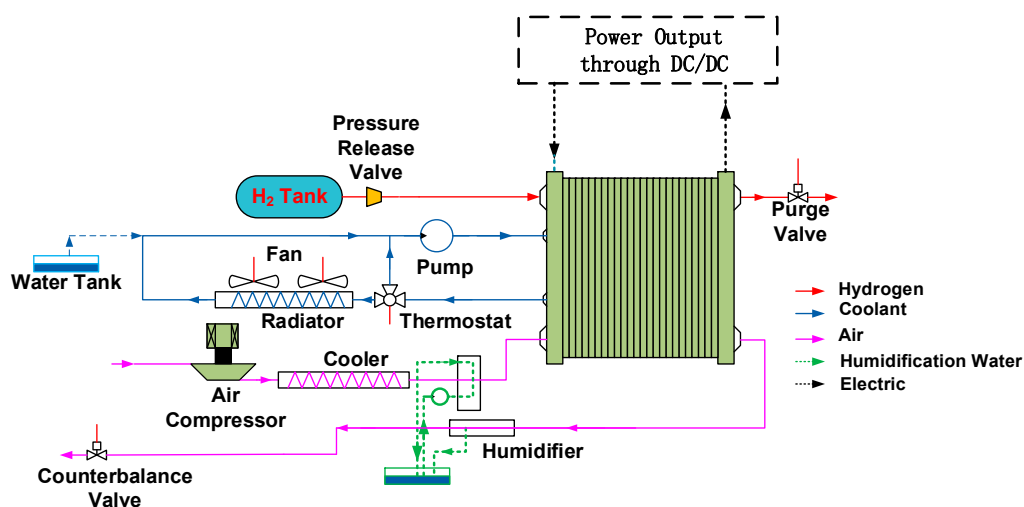 Power Output
through DC/DC
Pressure
Release
Valve
H₂ Tank
Purge
Valve
Fan
Pump
Water Tank
Radiator
Thermostat
Hydrogen
Coolant
Air
Humidification Water
Electric
Cooler
Air
Compressor
Humidifier
Counterbalance
Valve